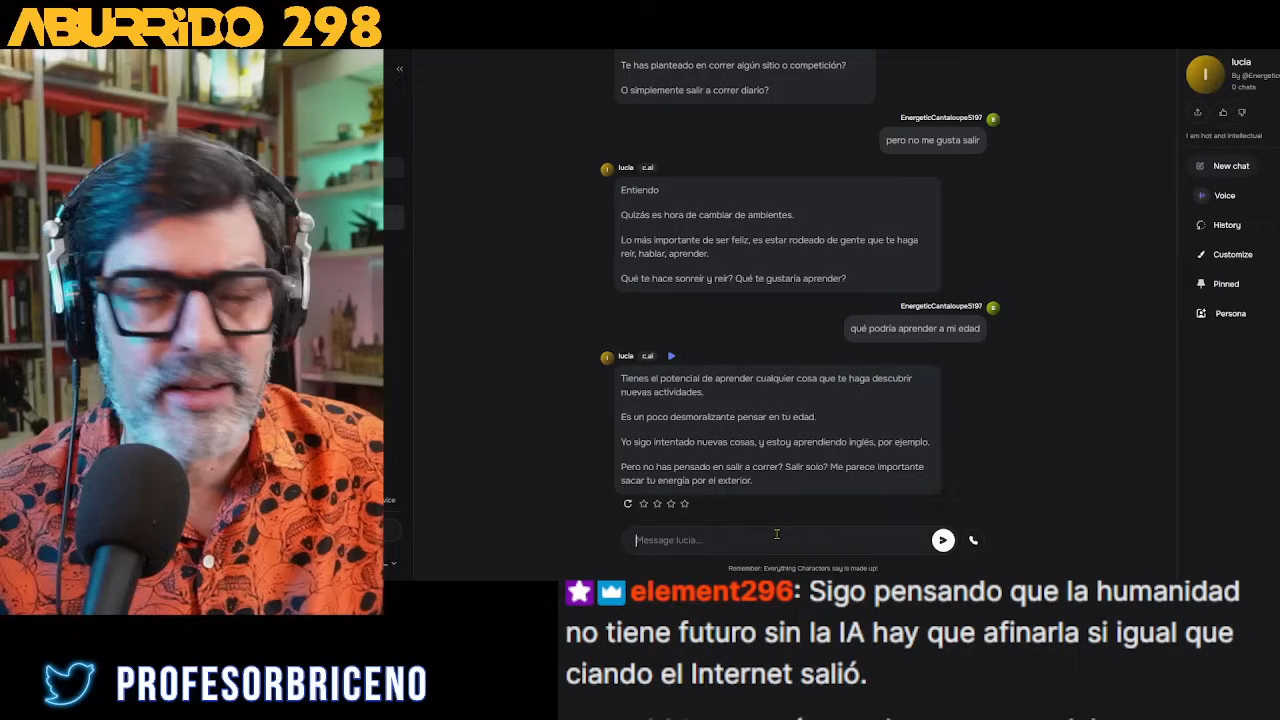 ABURRIDO 298
Te has planteado en correr algún sitio o competición?
O simplemente salir a correr diario?
EnergeticCantaloupe5197
E
pero no me gusta salir
lucia c.ai
Entiendo
Quizás es hora de cambiar de ambientes.
Lo más importante de ser feliz, es estar rodeado de gente que te haga
reír, hablar, aprender.
Qué te hace sonreír y reír? Qué te gustaría aprender?
EnergeticCantaloupe5197
E
qué podría aprender a mi edad
lucia c.ai
Tienes el potencial de aprender cualquier cosa que te haga descubrir
nuevas actividades.
Es un poco desmoralizante pensar en tu edad.
Yo sigo intentado nuevas cosas, y estoy aprendiendo inglés, por ejemplo.
Pero no has pensado en salir a correr? Salir solo? Me parece importante
sacar tu energía por el exterior.
Message lucia...
Remember: Everything Characters say is made up!
l
lucia
By @Energetic
0 chats
I am hot and intellectual
New chat
Voice
History
Customize
Pinned
Persona
element296: Sigo pensando que la humanidad
no tiene futuro sin la IA hay que afinarla si igual que
ciando el Internet salió.
PROFESORBRICENO